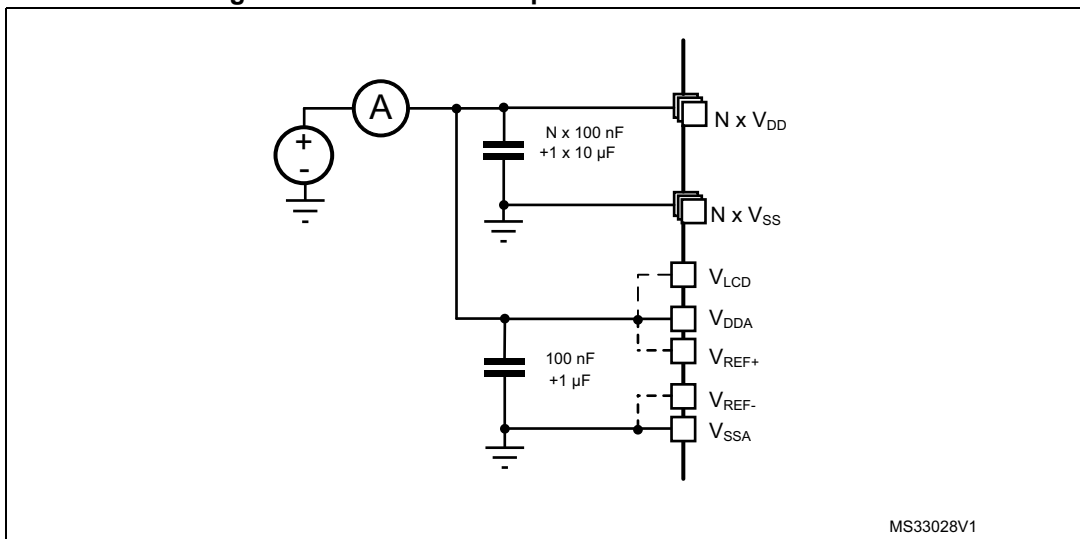 A
+
-
N x 100 nF
+1 x 10 µF
N x VDD
N x VSS
VLCD
VDDA
VREF+
100 nF
+1 µF
VREF-
VSSA
MS33028V1